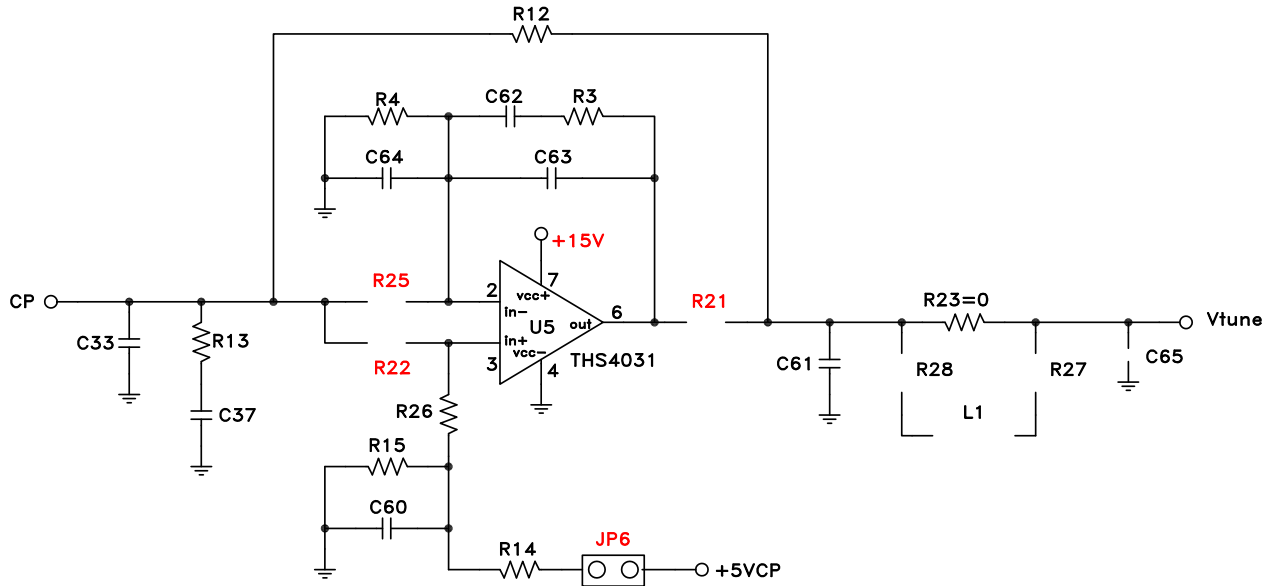 R12
R4
C62
R3
C64
C63
+15V
R25
7
vcc+
2
in-
CP
R23=0
6
R21
out
U5
Vtune
in+
R13
C33
vcc-
THS4031
C65
R22
3
4
C61
R28
R27
R26
C37
L1
R15
C60
JP6
R14
+5VCP